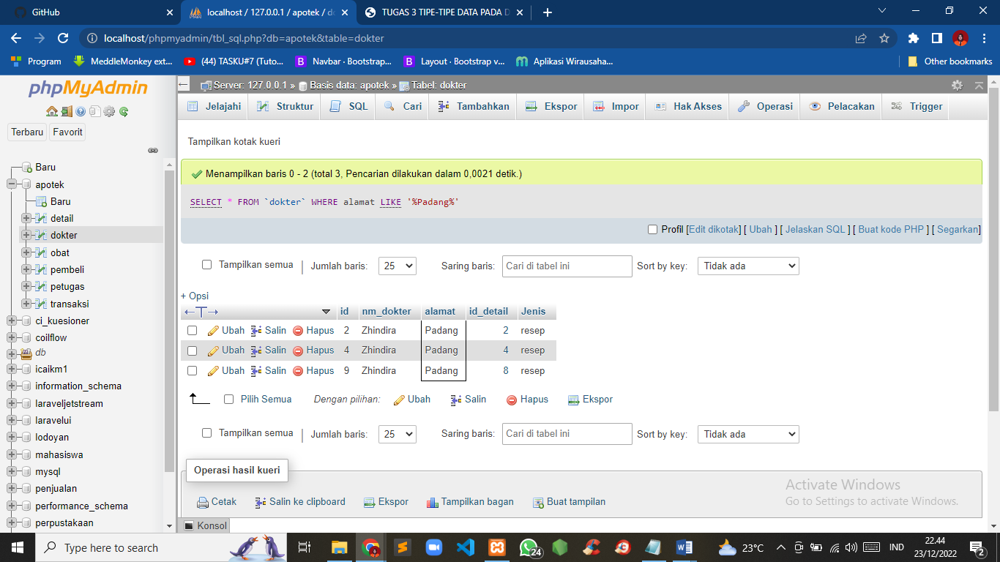 GitHub
localhost / 127.0.0.1 / apotek / do
TUGAS 3 TIPE-TIPE DATA PADA D
localhost/phpmyadmin/tbl_sql.php?db=apotek&table=dokter
Program
MeddleMonkey ext...
(44) TASKU#7 (Tuto...
Navbar · Bootstrap...
Layout · Bootstrap v...
Aplikasi Wirausaha...
Other bookmarks
phpMyAdmin
Terbaru Favorit
Baru
apotek
Baru
detail
dokter
obat
pembeli
petugas
transaksi
ci_kuesioner
coilflow
db
icaikm1
information_schema
laraveljetstream
laravelui
lodoyan
mahasiswa
mysql
penjualan
performance_schema
perpustakaan
Server: 127.0.0.1 » Basis data: apotek » Tabel: dokter
Jelajahi Struktur SQL Cari Tambahkan Ekspor Impor Hak Akses Operasi Pelacakan Trigger
Tampilkan kotak kueri
Menampilkan baris 0 - 2 (total 3, Pencarian dilakukan dalam 0,0021 detik.)
SELECT * FROM `dokter` WHERE alamat LIKE '%Padang%'
Profil [Edit dikotak] [ Ubah ] [ Jelaskan SQL ] [ Buat kode PHP ] [ Segarkan]
Tampilkan semua | Jumlah baris: 25 Saring baris: Cari di tabel ini Sort by key: Tidak ada
+ Opsi
←T→ id nm_dokter alamat id_detail Jenis
Ubah Salin Hapus 2 Zhindira Padang 2 resep
Ubah Salin Hapus 4 Zhindira Padang 4 resep
Ubah Salin Hapus 9 Zhindira Padang 8 resep
Pilih Semua Dengan pilihan: Ubah Salin Hapus Ekspor
Tampilkan semua | Jumlah baris: 25 Saring baris: Cari di tabel ini Sort by key: Tidak ada
Operasi hasil kueri
Cetak Salin ke clipboard Ekspor Tampilkan bagan Buat tampilan
Activate Windows
Go to Settings to activate Windows.
Konsol
Type here to search
24
23°C
IND
22.44
23/12/2022
2